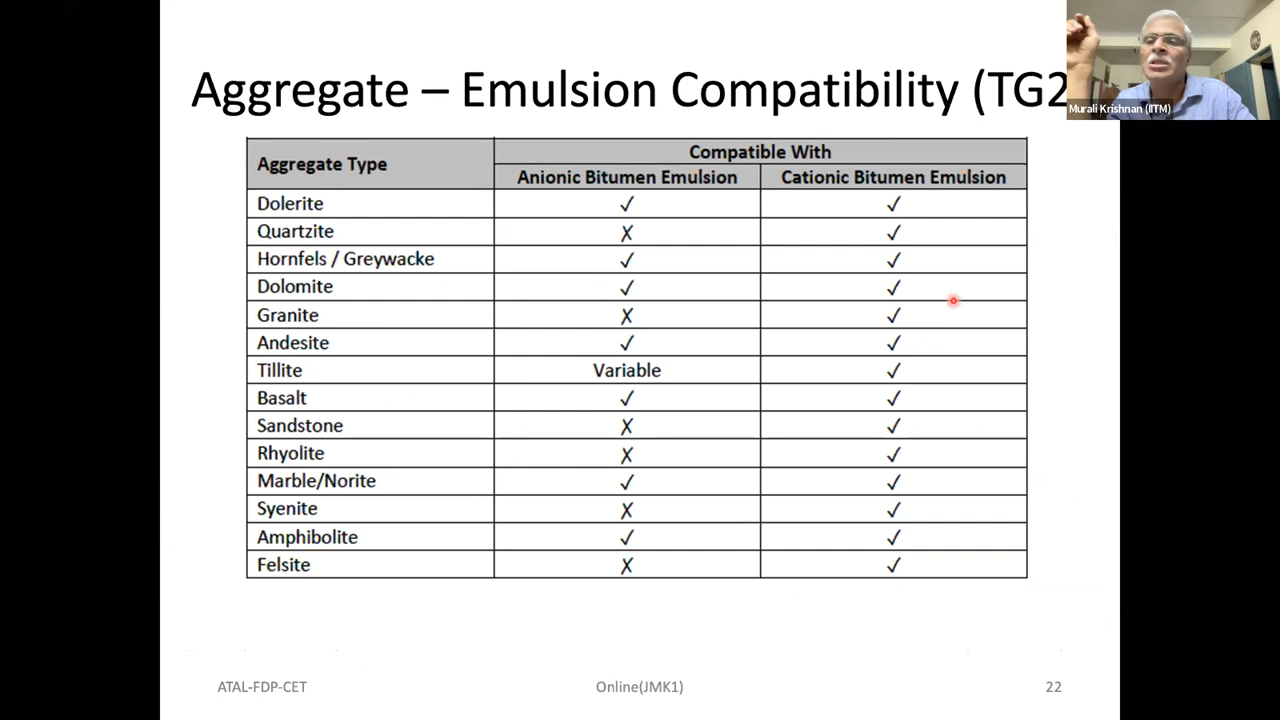 Aggregate – Emulsion Compatibility (TG2
Murali Krishnan (IITM)
Aggregate Type
Compatible With
Anionic Bitumen Emulsion Cationic Bitumen Emulsion
Dolerite ✓ ✓
Quartzite X ✓
Hornfels / Greywacke ✓ ✓
Dolomite ✓ ✓
Granite X ✓
Andesite ✓ ✓
Tillite Variable ✓
Basalt ✓ ✓
Sandstone X ✓
Rhyolite X ✓
Marble/Norite ✓ ✓
Syenite X ✓
Amphibolite ✓ ✓
Felsite X ✓
ATAL-FDP-CET Online(JMK1) 22